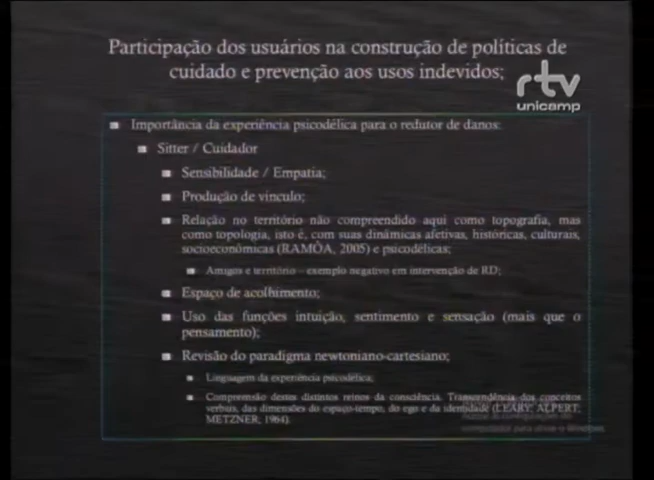 Participação dos usuários na construção de políticas de
cuidado e prevenção aos usos indevidos;
rtv
unicamp
Importância da experiência psicodélica para o redutor de danos:
Sitter / Cuidador
Sensibilidade / Empatia;
Produção de vínculo;
Relação no território não compreendido aqui como topografia, mas
como topologia, isto é, com suas dinâmicas afetivas, históricas, culturais,
socioeconômicas (RAMÔA, 2005) e psicodélicas;
Amigos e território – exemplo negativo em intervenção de RD;
Espaço de acolhimento;
Uso das funções intuição, sentimento e sensação (mais que o
pensamento);
Revisão do paradigma newtoniano-cartesiano;
Linguagem da experiência psicodélica;
Compreensão destes distintos reinos da consciência. Transcendência dos conceitos
verbais, das dimensões do espaço-tempo, do ego e da identidade (LEARY; ALPERT;
METZNER, 1964).
computador para ativar o Windows.